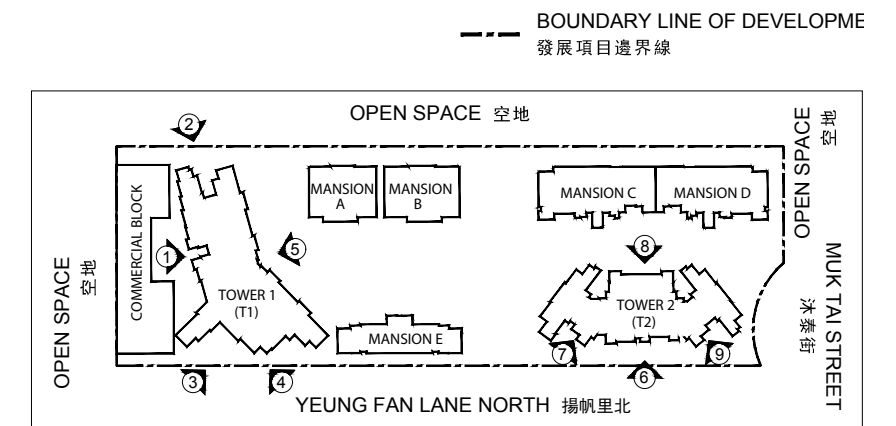 BOUNDARY LINE OF DEVELOPME
發展項目邊界線
OPEN SPACE 空地
OPEN SPACE
空地
②
MANSION
A
MANSION
B
MANSION C
MANSION D
COMMERCIAL BLOCK
①
⑤
⑧
OPEN SPACE
空地
TOWER 1
(T1)
TOWER 2
(T2)
MUK TAI STREET
沐泰街
MANSION E
⑦
⑨
③
④
⑥
YEUNG FAN LANE NORTH 揚帆里北